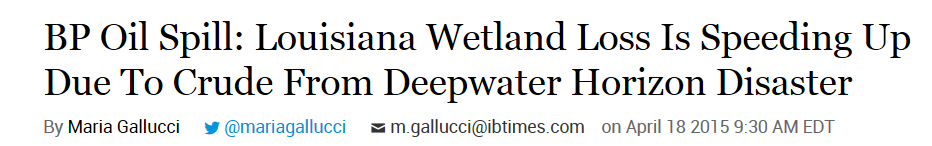 BP Oil Spill: Louisiana Wetland Loss Is Speeding Up
Due To Crude From Deepwater Horizon Disaster
By Maria Gallucci @mariagallucci m.gallucci@ibtimes.com on April 18 2015 9:30 AM EDT